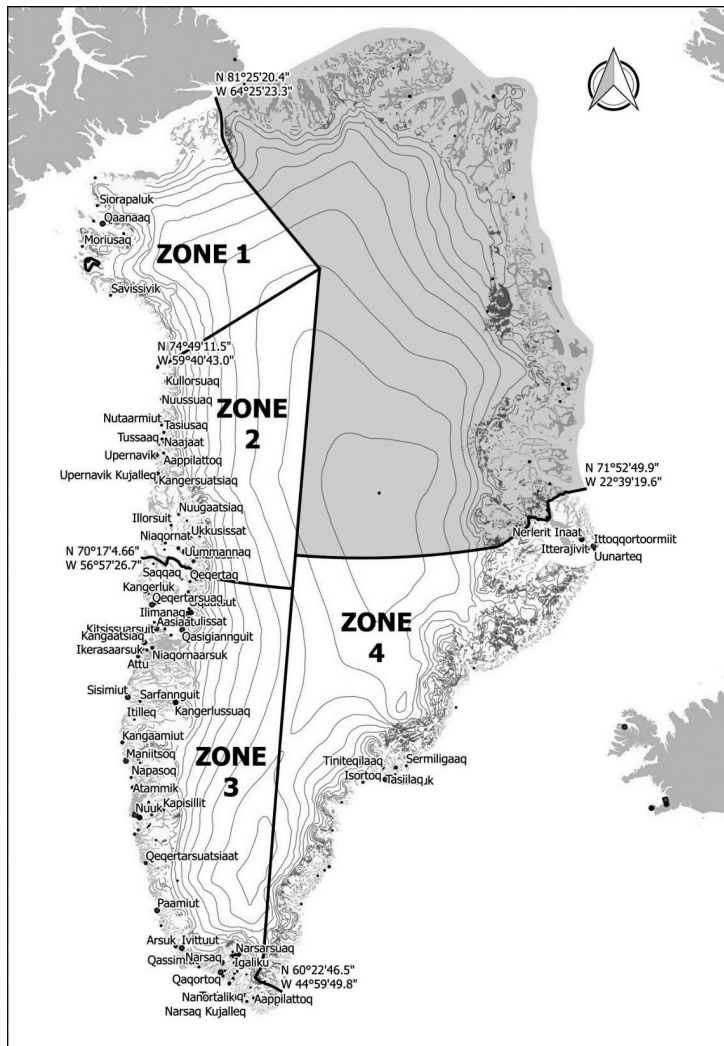 N 81°25'20.4"
W 64°25'23.3"
Siorapaluk
Qaanaaq
Moriusaq
ZONE 1
Savissivik
N 74°49'11.5"
W 59°40'43.0"
Kullorsuaq
Nuussuaq
ZONE
2
Nutaarmiut
Tasiusaq
Tussaaq
Naajaat
Upernavik
Aappilattoq
Upernavik Kujalleq
Kangersuatsiaq
N 71°52'49.9"
W 22°39'19.6"
Nuugaatsiaq
Illorsuit
Ukkusissat
Niaqornat
Nerlerit Inaat
Ittoqqortoormiit
Itterajivit
Uunarteq
N 70°17'4.66"
W 56°57'26.7"
Uummannaq
Saqqaq
Qeqertaq
Kangerluk
Qeqertarsuaq
Ilimanaq
Kitsissuarsuit
Aasiaat
Ilulissat
Kangaatsiaq
Qasigiannguit
Ikerasaarsuk
Niaqornaarsuk
Attu
ZONE
4
Sisimiut
Sarfannguit
Itilleq
Kangerlussuaq
Kangaamiut
Maniitsoq
Napasoq
ZONE
3
Tiniteqilaaq
Sermiligaaq
Isortoq
Tasiilaq
Atammik
Nuuk
Kapisillit
Qeqertarsuatsiaat
Paamiut
Arsuk
Ivittuut
Narsarsuaq
Narsaq
Igaliku
Qaqortoq
N 60°22'46.5"
W 44°59'49.8"
Aappilattoq
Narsaq Kujalleq